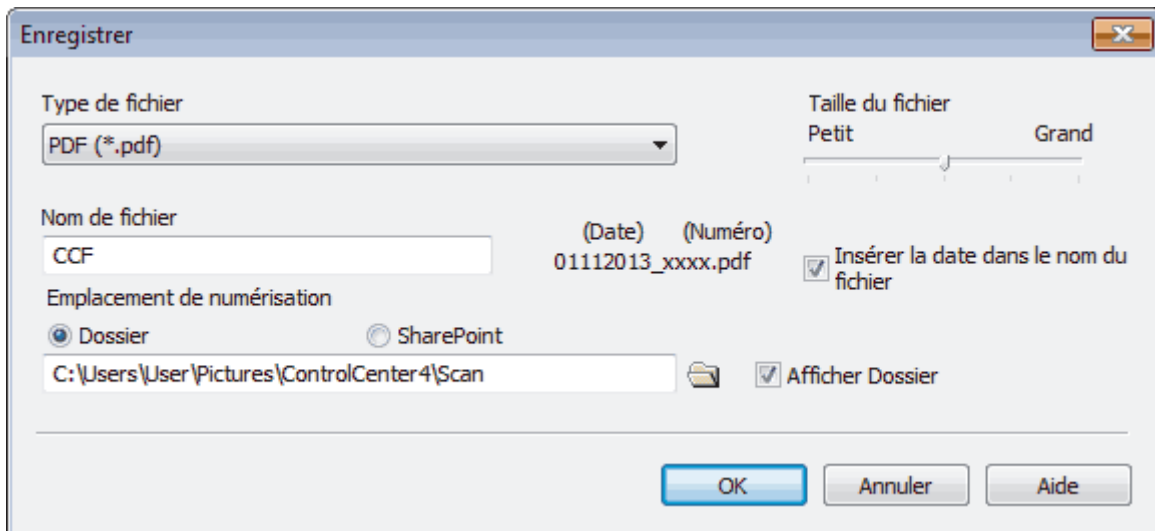 Enregistrer
Type de fichier
Taille du fichier
PDF (*.pdf)
Petit Grand
Nom de fichier
(Date) (Numéro)
CCF
01112013_xxxx.pdf
Insérer la date dans le nom du
fichier
Emplacement de numérisation
Dossier SharePoint
C:\Users\User\Pictures\ControlCenter4\Scan
Afficher Dossier
OK Annuler Aide